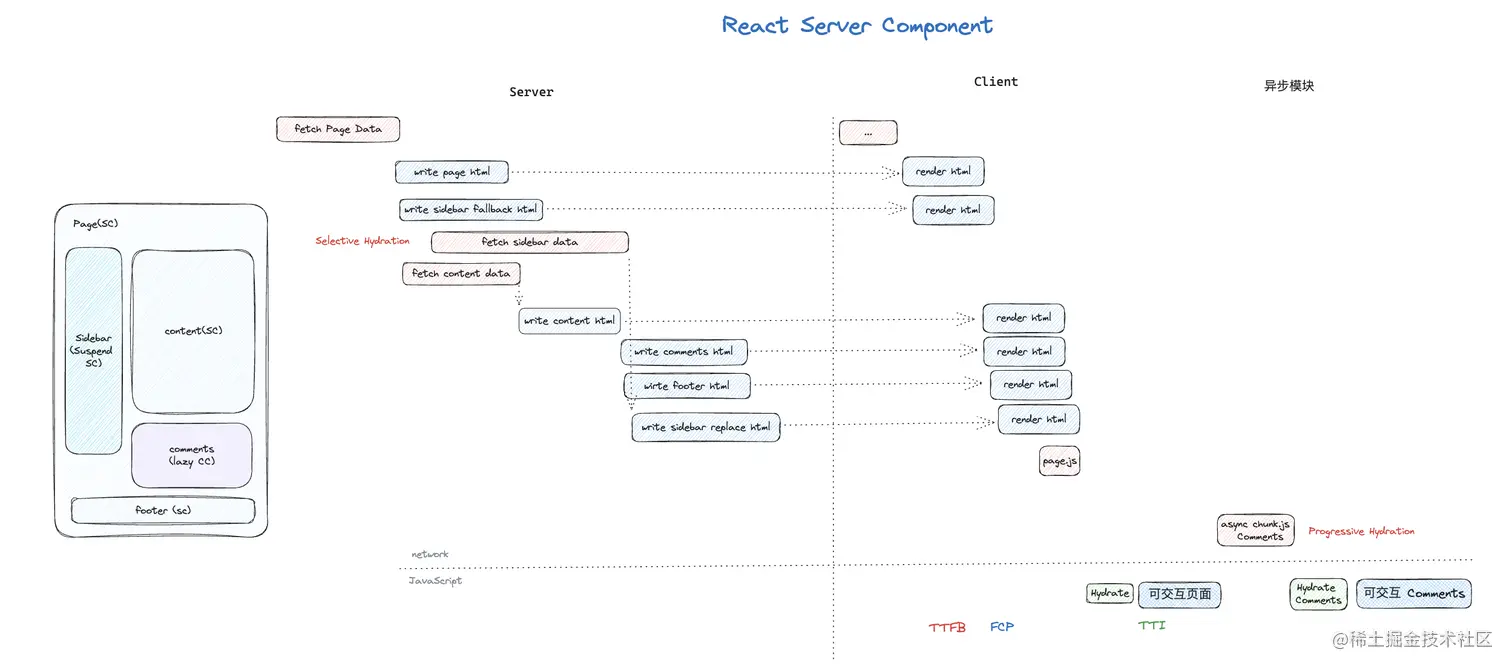 React Server Component
Server
Client
异步模块
fetch Page Data
...
write page html
render html
write sidebar fallback html
render html
Page(SC)
Selective Hydration
fetch sidebar data
fetch content data
content(SC)
Sidebar
(Suspend
SC)
write content html
render html
write comments html
render html
wirte footer html
render html
write sidebar replace html
render html
comments
(lazy CC)
page.js
footer (sc)
async chunk.js
Comments
Progressive Hydration
network
JavaScript
Hydrate
可交互页面
Hydrate
Comments
可交互 Comments
TTFB
FCP
TTI
@稀土掘金技术社区